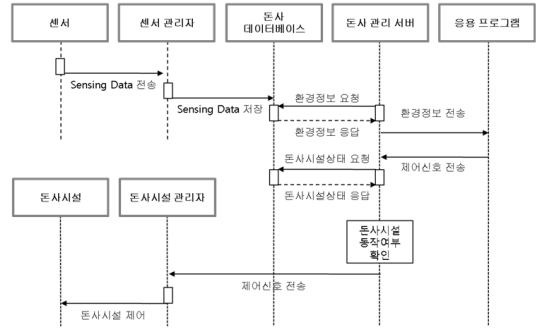 센서
센서 관리자
돈사
데이터베이스
돈사 관리 서버
응용 프로그램
Sensing Data 전송
Sensing Data 저장
환경정보 요청
환경정보 전송
환경정보 응답
돈사시설상태 요청
제어신호 전송
돈사시설상태 응답
돈사시설
돈사시설 관리자
돈사시설
동작여부
확인
제어신호 전송
돈사시설 제어